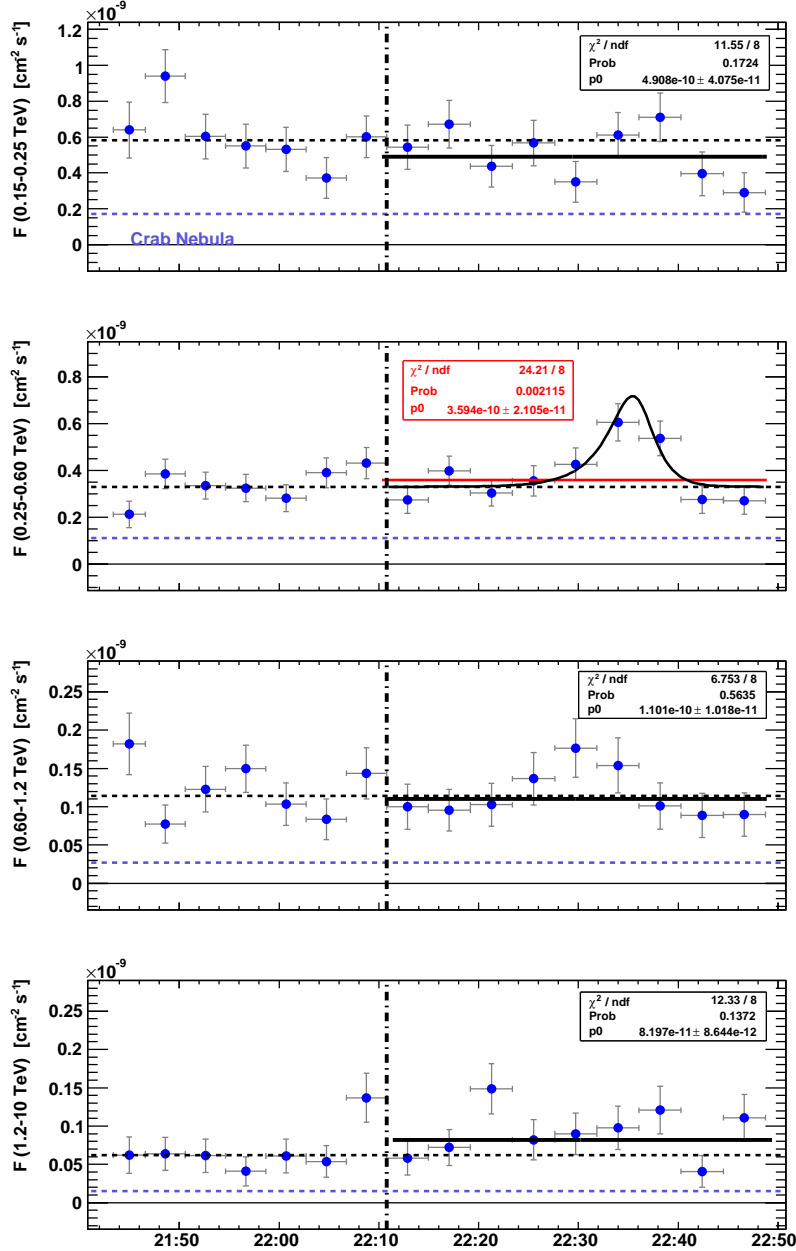 ×10⁻⁹
F (0.15-0.25 TeV) [cm⁻² s⁻¹]
1.2
1
0.8
0.6
0.4
0.2
0
χ² / ndf 11.55 / 8
Prob 0.1724
p0 4.908e-10 ± 4.075e-11
Crab Nebula
×10⁻⁹
F (0.25-0.60 TeV) [cm⁻² s⁻¹]
0.8
0.6
0.4
0.2
0
χ² / ndf 24.21 / 8
Prob 0.002115
p0 3.594e-10 ± 2.105e-11
×10⁻⁹
F (0.60-1.2 TeV) [cm⁻² s⁻¹]
0.25
0.2
0.15
0.1
0.05
0
χ² / ndf 6.753 / 8
Prob 0.5635
p0 1.101e-10 ± 1.018e-11
×10⁻⁹
F (1.2-10 TeV) [cm⁻² s⁻¹]
0.25
0.2
0.15
0.1
0.05
0
χ² / ndf 12.33 / 8
Prob 0.1372
p0 8.197e-11 ± 8.644e-12
21:50 22:00 22:10 22:20 22:30 22:40 22:50